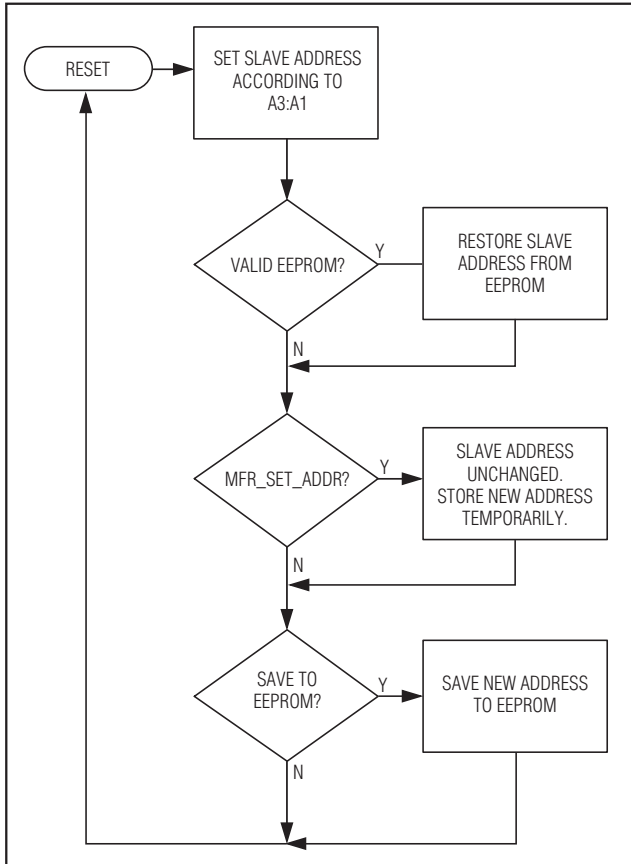 RESET
SET SLAVE ADDRESS
ACCORDING TO
A3:A1
VALID EEPROM?
Y
RESTORE SLAVE
ADDRESS FROM
EEPROM
N
MFR_SET_ADDR?
Y
SLAVE ADDRESS
UNCHANGED.
STORE NEW ADDRESS
TEMPORARILY.
N
SAVE TO
EEPROM?
Y
SAVE NEW ADDRESS
TO EEPROM
N